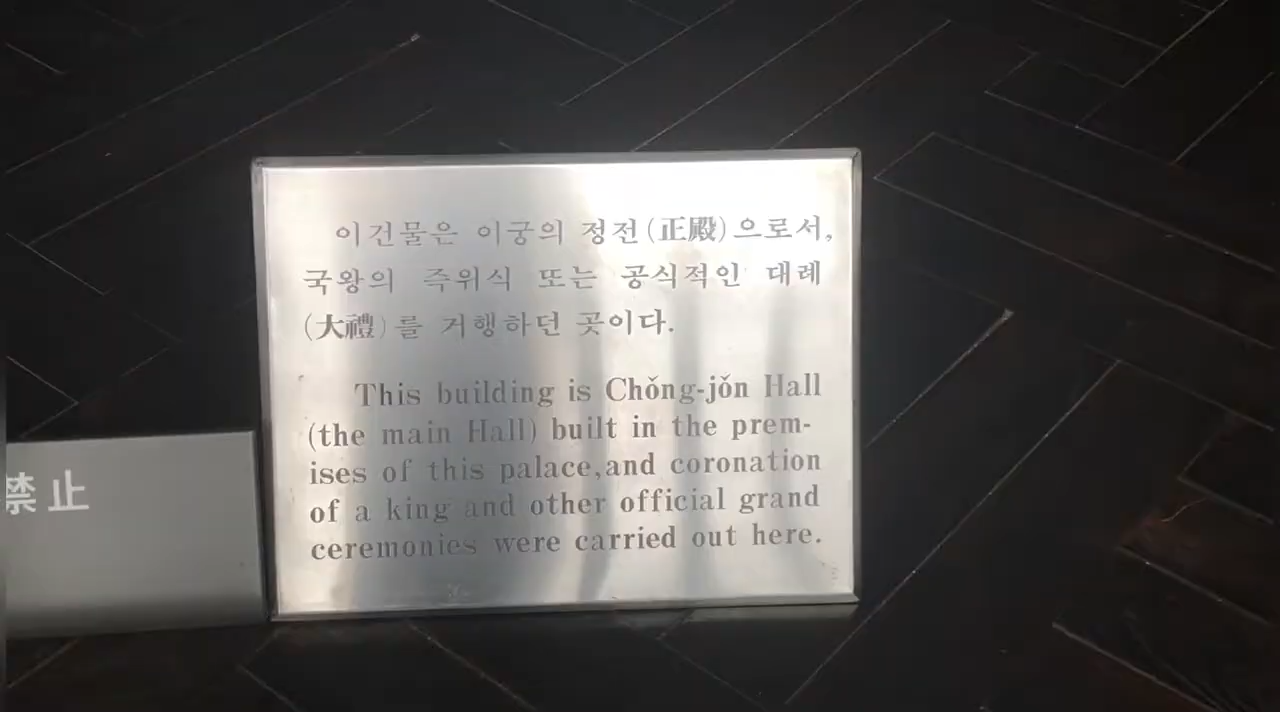 이건물은 이궁의 정전(正殿)으로서,
국왕의 즉위식 또는 공식적인 대례
(大禮)를 거행하던 곳이다.
This building is Chǒng-jǒn Hall
(the main Hall) built in the prem-
ises of this palace,and coronation
of a king and other official grand
ceremonies were carried out here.
禁止